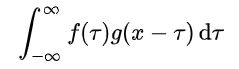 ∫_{-∞}^{∞} f(τ)g(x − τ) dτ